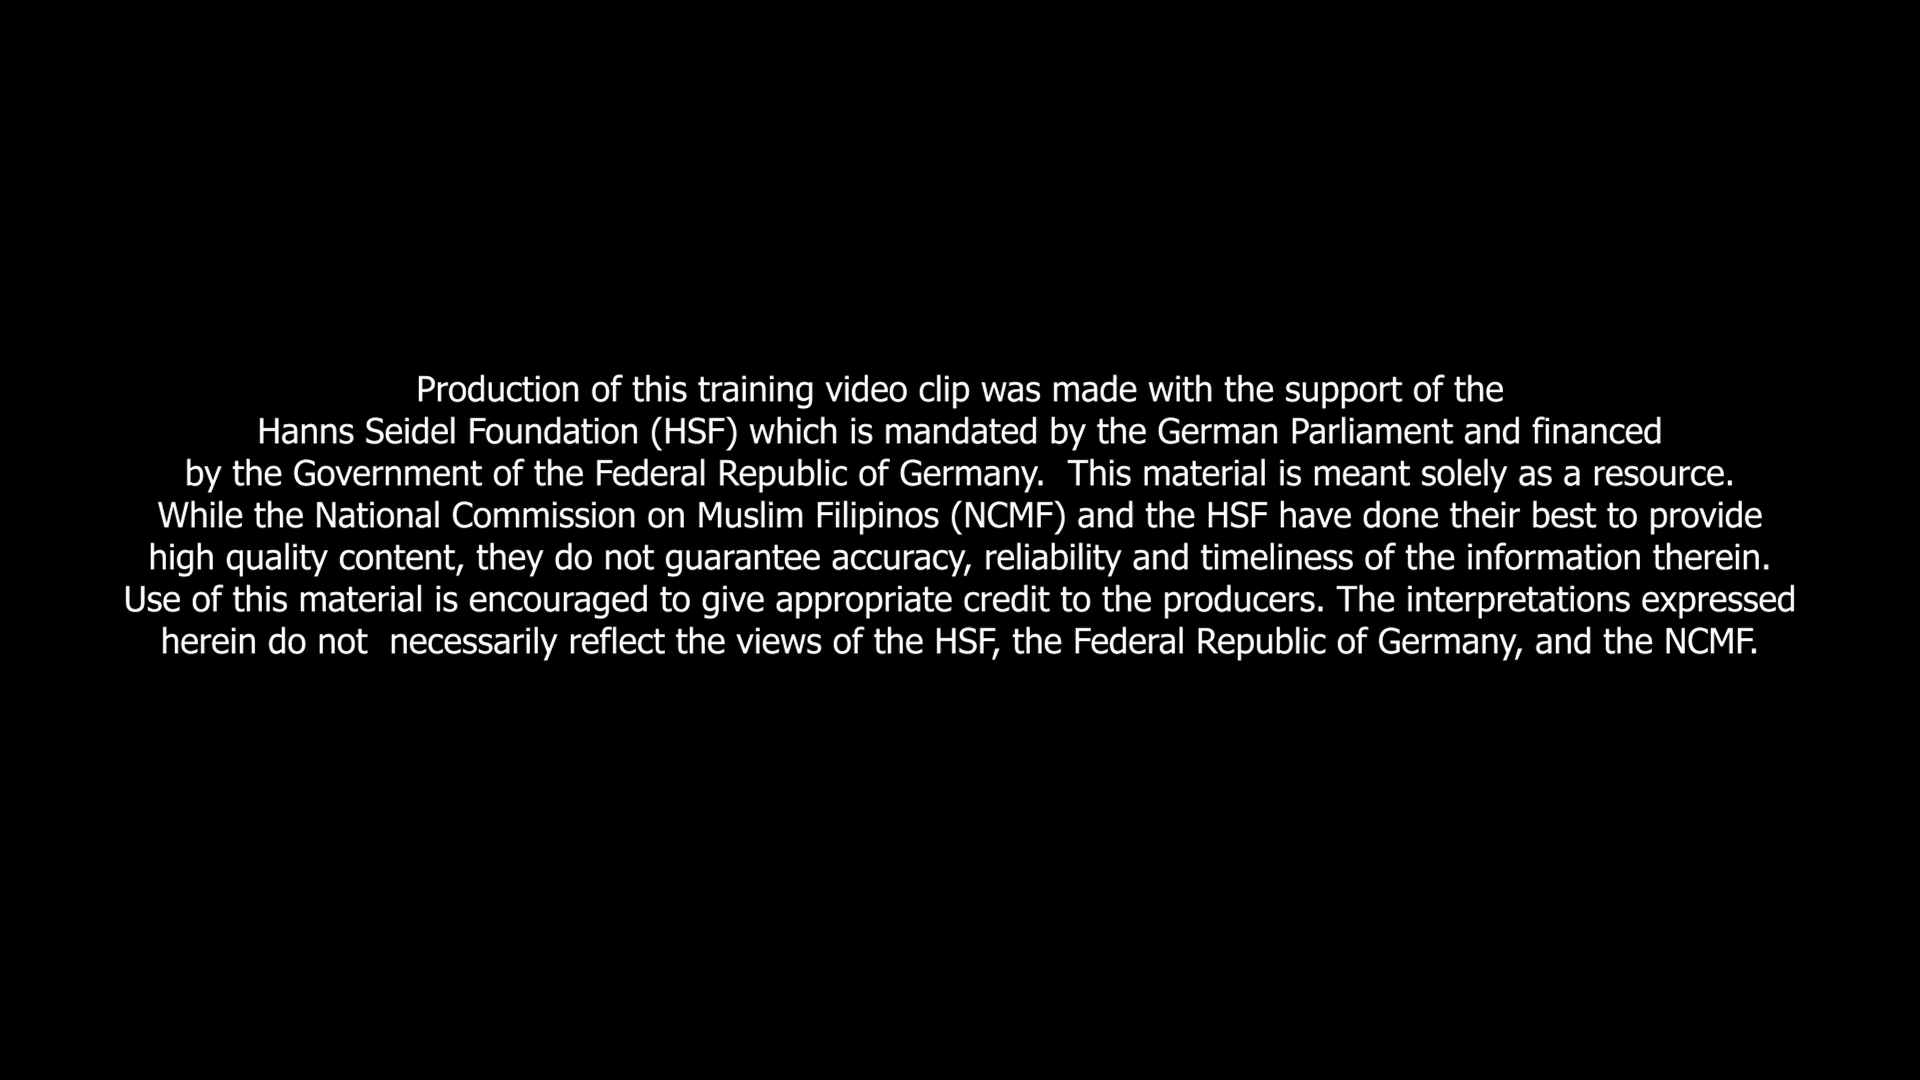 Production of this training video clip was made with the support of the
Hanns Seidel Foundation (HSF) which is mandated by the German Parliament and financed
by the Government of the Federal Republic of Germany.  This material is meant solely as a resource.
While the National Commission on Muslim Filipinos (NCMF) and the HSF have done their best to provide
high quality content, they do not guarantee accuracy, reliability and timeliness of the information therein.
Use of this material is encouraged to give appropriate credit to the producers. The interpretations expressed
herein do not  necessarily reflect the views of the HSF, the Federal Republic of Germany, and the NCMF.